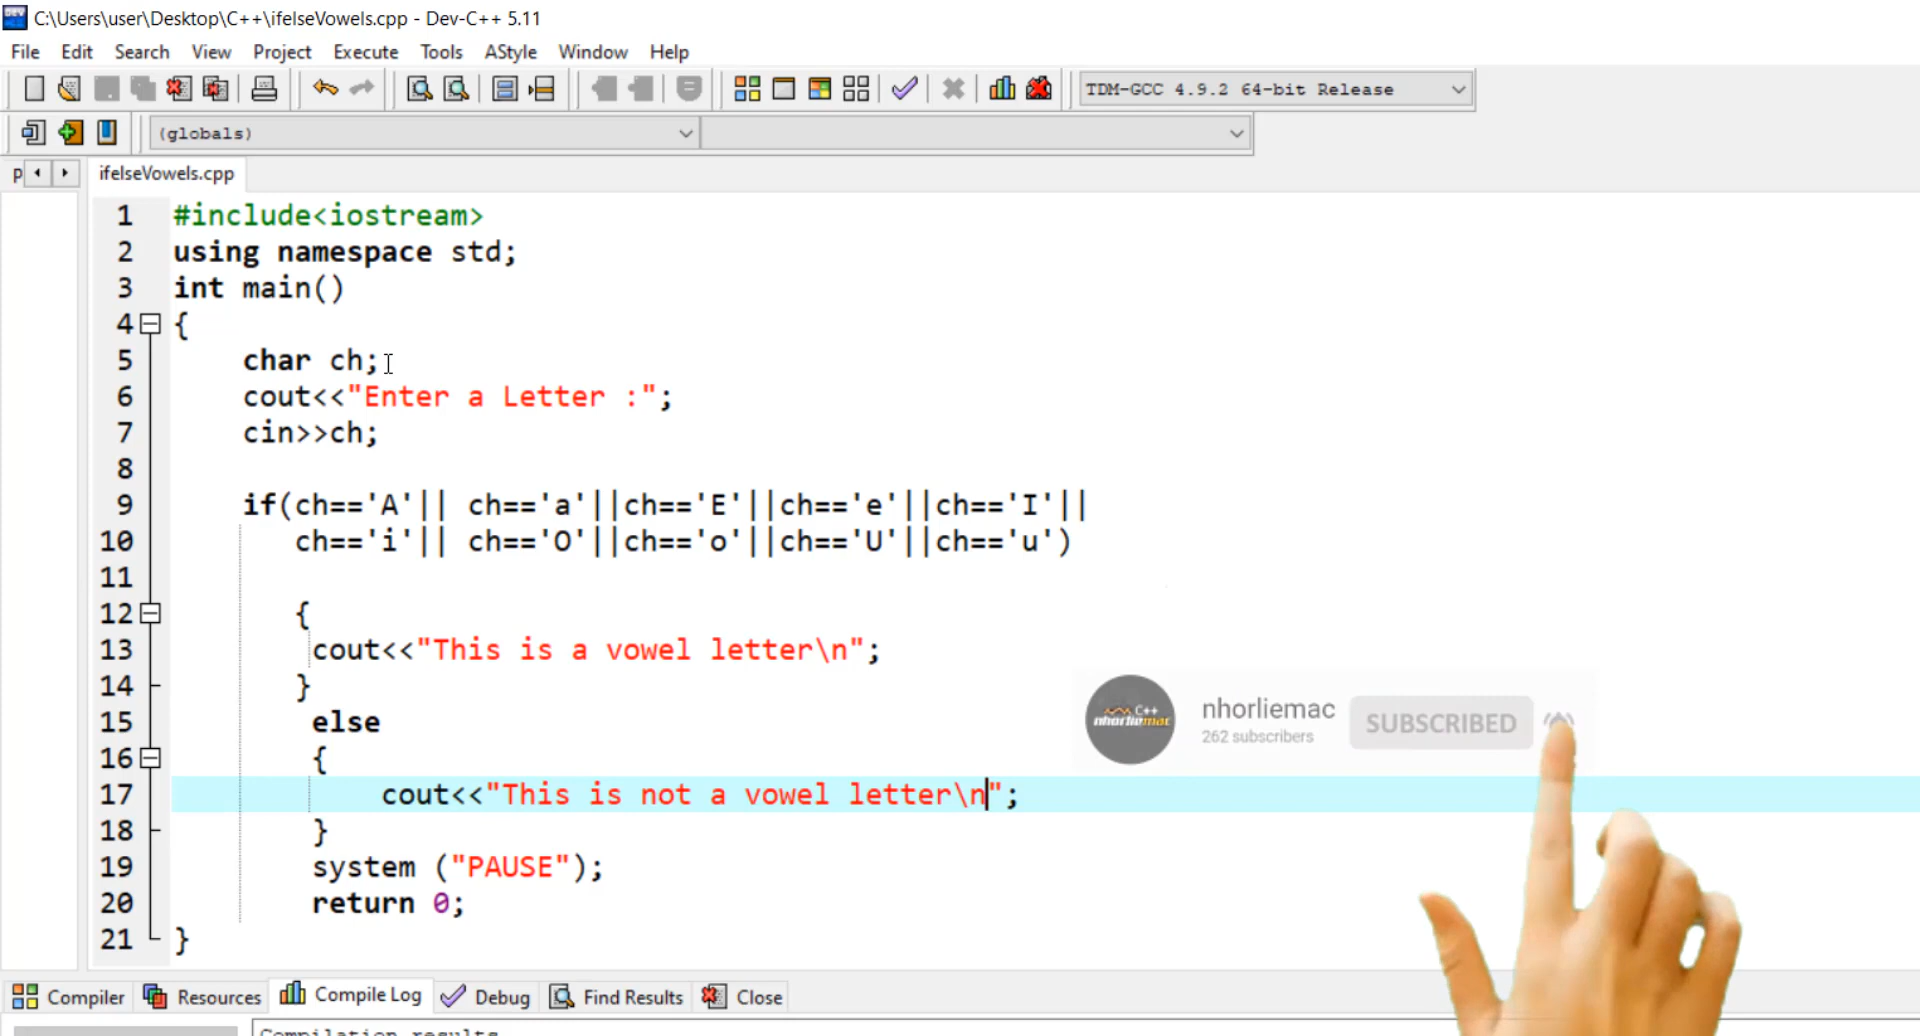 C:\Users\user\Desktop\C++\ifelseVowels.cpp - Dev-C++ 5.11
File Edit Search View Project Execute Tools AStyle Window Help
TDM-GCC 4.9.2 64-bit Release
(globals)
p ifelseVowels.cpp
1 #include<iostream>
2 using namespace std;
3 int main()
4 {
5 char ch;
6 cout<<"Enter a Letter :";
7 cin>>ch;
8
9 if(ch=='A'|| ch=='a'||ch=='E'||ch=='e'||ch=='I'||
10 ch=='i'|| ch=='O'||ch=='o'||ch=='U'||ch=='u')
11
12 {
13 cout<<"This is a vowel letter\n";
14 }
15 else
16 {
17 cout<<"This is not a vowel letter\n";
18 }
19 system ("PAUSE");
20 return 0;
21 }
C++
nhorliemac
nhorliemac
262 subscribers
SUBSCRIBED
Compiler Resources Compile Log Debug Find Results Close
Compilation results